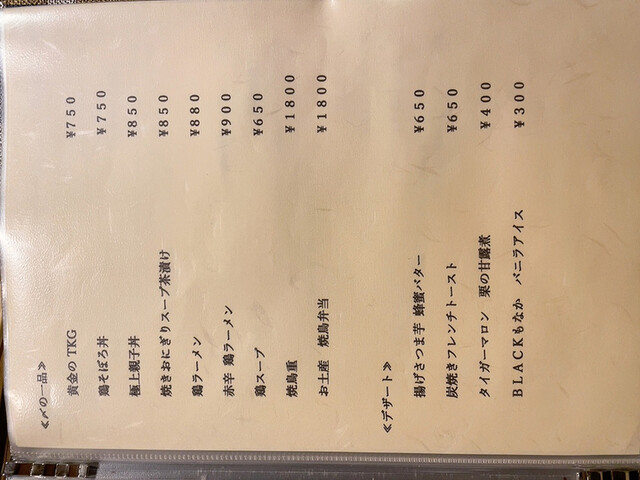 ≪〆の一品≫
黄金のTKG ¥750
鶏そぼろ丼 ¥750
極上親子丼 ¥850
焼きおにぎりスープ茶漬け ¥850
鶏ラーメン ¥880
赤辛 鶏ラーメン ¥900
鶏スープ ¥650
焼鳥重 ¥1800
お土産 焼鳥弁当 ¥1800
≪デザート≫
揚げさつま芋 蜂蜜バター ¥650
炭焼きフレンチトースト ¥650
タイガーマロン 栗の甘露煮 ¥400
BLACKもなか バニラアイス ¥300